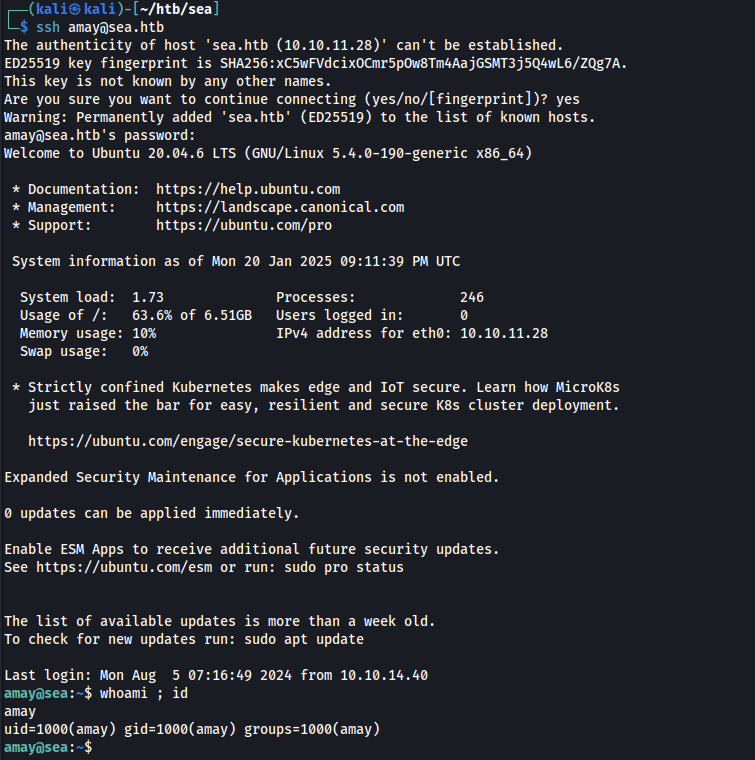 ┌──(kali㉿kali)-[~/htb/sea]
└─$ ssh amay@sea.htb
The authenticity of host 'sea.htb (10.10.11.28)' can't be established.
ED25519 key fingerprint is SHA256:xC5wFVdcixOCmr5pOw8Tm4AajGSMT3j5Q4wL6/ZQg7A.
This key is not known by any other names.
Are you sure you want to continue connecting (yes/no/[fingerprint])? yes
Warning: Permanently added 'sea.htb' (ED25519) to the list of known hosts.
amay@sea.htb's password:
Welcome to Ubuntu 20.04.6 LTS (GNU/Linux 5.4.0-190-generic x86_64)
* Documentation:  https://help.ubuntu.com
* Management:     https://landscape.canonical.com
* Support:        https://ubuntu.com/pro
System information as of Mon 20 Jan 2025 09:11:39 PM UTC
System load:  1.73               Processes:             246
Usage of /:   63.6% of 6.51GB   Users logged in:       0
Memory usage: 10%               IPv4 address for eth0: 10.10.11.28
Swap usage:   0%
* Strictly confined Kubernetes makes edge and IoT secure. Learn how MicroK8s
just raised the bar for easy, resilient and secure K8s cluster deployment.
https://ubuntu.com/engage/secure-kubernetes-at-the-edge
Expanded Security Maintenance for Applications is not enabled.
0 updates can be applied immediately.
Enable ESM Apps to receive additional future security updates.
See https://ubuntu.com/esm or run: sudo pro status
The list of available updates is more than a week old.
To check for new updates run: sudo apt update
Last login: Mon Aug  5 07:16:49 2024 from 10.10.14.40
amay@sea:~$ whoami ; id
amay
uid=1000(amay) gid=1000(amay) groups=1000(amay)
amay@sea:~$